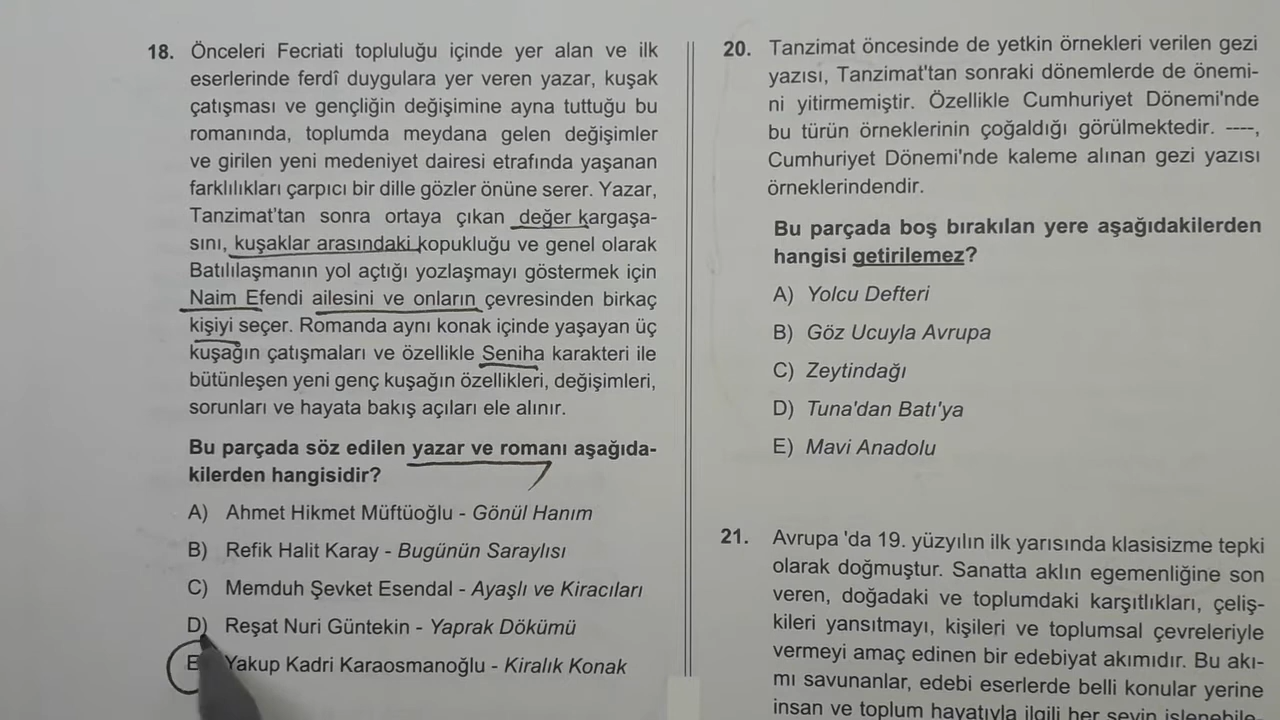 18. Önceleri Fecriati topluluğu içinde yer alan ve ilk
eserlerinde ferdî duygulara yer veren yazar, kuşak
çatışması ve gençliğin değişimine ayna tuttuğu bu
romanında, toplumda meydana gelen değişimler
ve girilen yeni medeniyet dairesi etrafında yaşanan
farklılıkları çarpıcı bir dille gözler önüne serer. Yazar,
Tanzimat'tan sonra ortaya çıkan değer kargaşa-
sını, kuşaklar arasındaki kopukluğu ve genel olarak
Batılılaşmanın yol açtığı yozlaşmayı göstermek için
Naim Efendi ailesini ve onların çevresinden birkaç
kişiyi seçer. Romanda aynı konak içinde yaşayan üç
kuşağın çatışmaları ve özellikle Seniha karakteri ile
bütünleşen yeni genç kuşağın özellikleri, değişimleri,
sorunları ve hayata bakış açıları ele alınır.
Bu parçada söz edilen yazar ve romanı aşağıda-
kilerden hangisidir?
A) Ahmet Hikmet Müftüoğlu - Gönül Hanım
B) Refik Halit Karay - Bugünün Saraylısı
C) Memduh Şevket Esendal - Ayaşlı ve Kiracıları
D) Reşat Nuri Güntekin - Yaprak Dökümü
E Yakup Kadri Karaosmanoğlu - Kiralık Konak
20. Tanzimat öncesinde de yetkin örnekleri verilen gezi
yazısı, Tanzimat'tan sonraki dönemlerde de önemi-
ni yitirmemiştir. Özellikle Cumhuriyet Dönemi'nde
bu türün örneklerinin çoğaldığı görülmektedir. ----,
Cumhuriyet Dönemi'nde kaleme alınan gezi yazısı
örneklerindendir.
Bu parçada boş bırakılan yere aşağıdakilerden
hangisi getirilemez?
A) Yolcu Defteri
B) Göz Ucuyla Avrupa
C) Zeytindağı
D) Tuna'dan Batı'ya
E) Mavi Anadolu
21. Avrupa 'da 19. yüzyılın ilk yarısında klasisizme tepki
olarak doğmuştur. Sanatta aklın egemenliğine son
veren, doğadaki ve toplumdaki karşıtlıkları, çeliş-
kileri yansıtmayı, kişileri ve toplumsal çevreleriyle
vermeyi amaç edinen bir edebiyat akımıdır. Bu akı-
mı savunanlar, edebi eserlerde belli konular yerine
insan ve toplum hayatıyla ilgili her şeyin işlenebile-